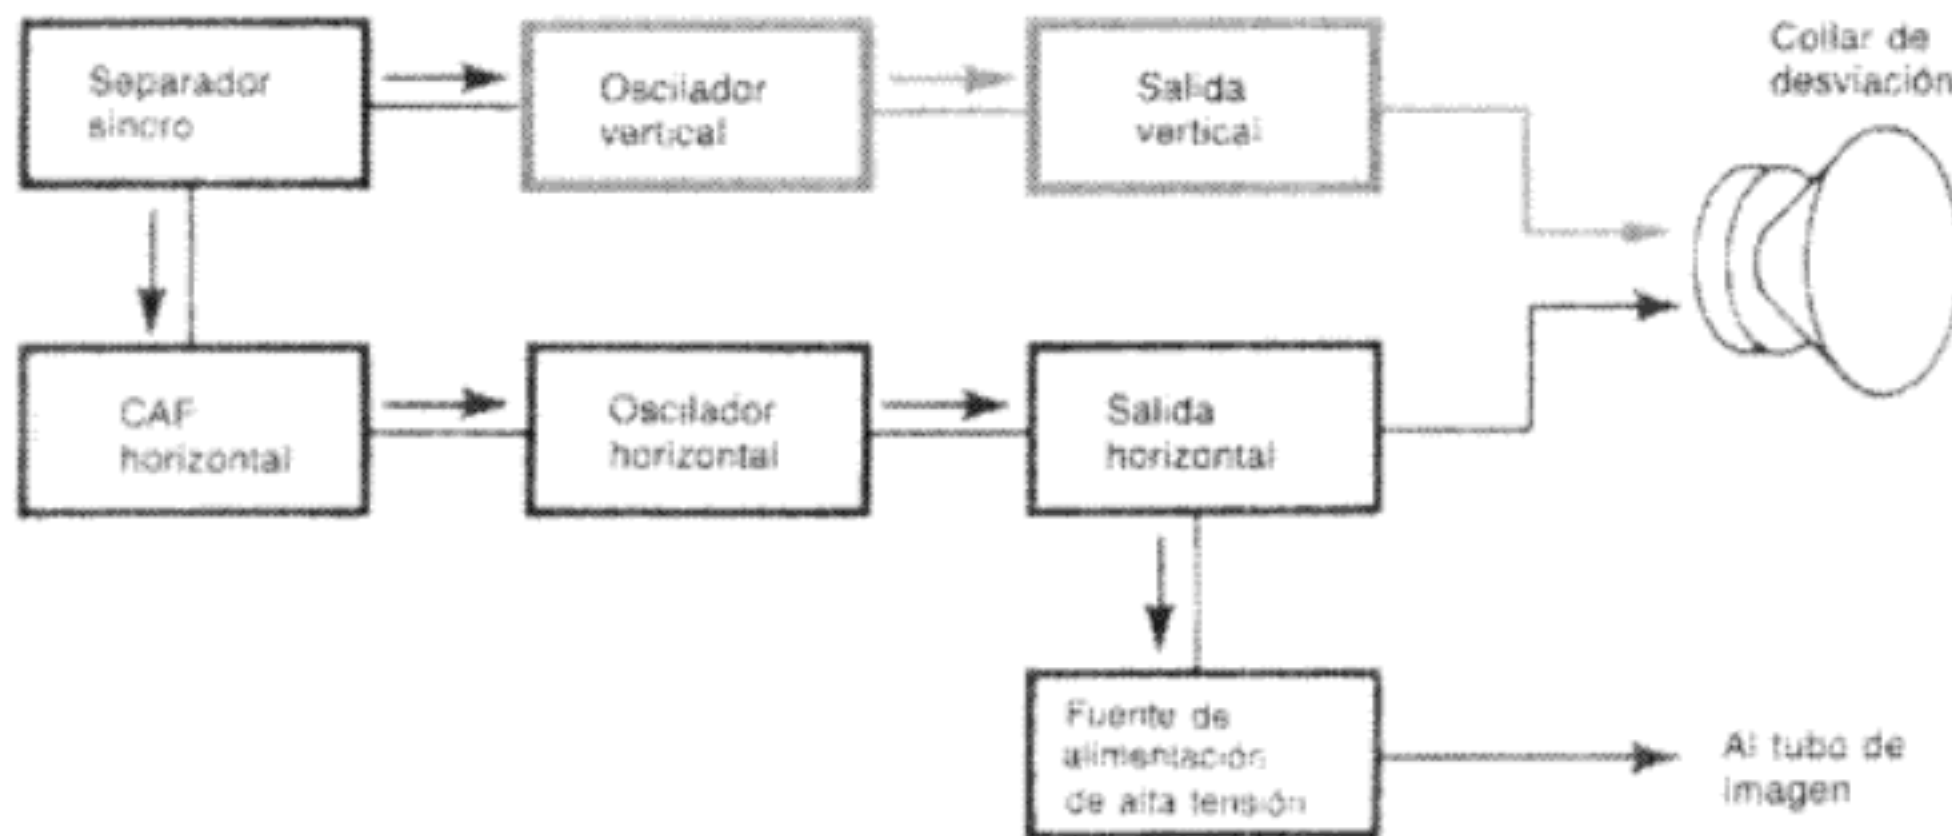 Separador
sincro
Oscilador
vertical
Salida
vertical
Collar de
desviación
CAF
horizontal
Oscilador
horizontal
Salida
horizontal
Fuente de
alimentación
de alta tensión
Al tubo de
imagen